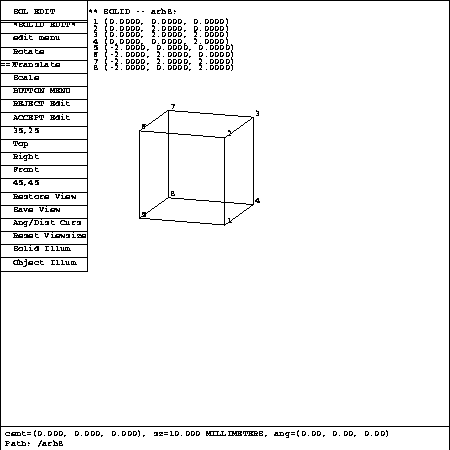 SOL EDIT
*SOLID EDIT*
edit menu
Rotate
==>Translate
Scale
BUTTON MENU
REJECT Edit
ACCEPT Edit
35,25
Top
Right
Front
45,45
Restore View
Save View
Ang/Dist Curs
Reset Viewsize
Solid Illum
Object Illum
** SOLID -- arb8:
1 (0.0000, 0.0000, 0.0000)
2 (0.0000, 2.0000, 0.0000)
3 (0.0000, 2.0000, 2.0000)
4 (0.0000, 0.0000, 2.0000)
5 (-2.0000, 0.0000, 0.0000)
6 (-2.0000, 2.0000, 0.0000)
7 (-2.0000, 2.0000, 2.0000)
8 (-2.0000, 0.0000, 2.0000)
7
3
6
2
8
4
5
1
cent=(0.000, 0.000, 0.000), sz=10.000 MILLIMETERS, ang=(0.00, 0.00, 0.00)
Path: /arb8